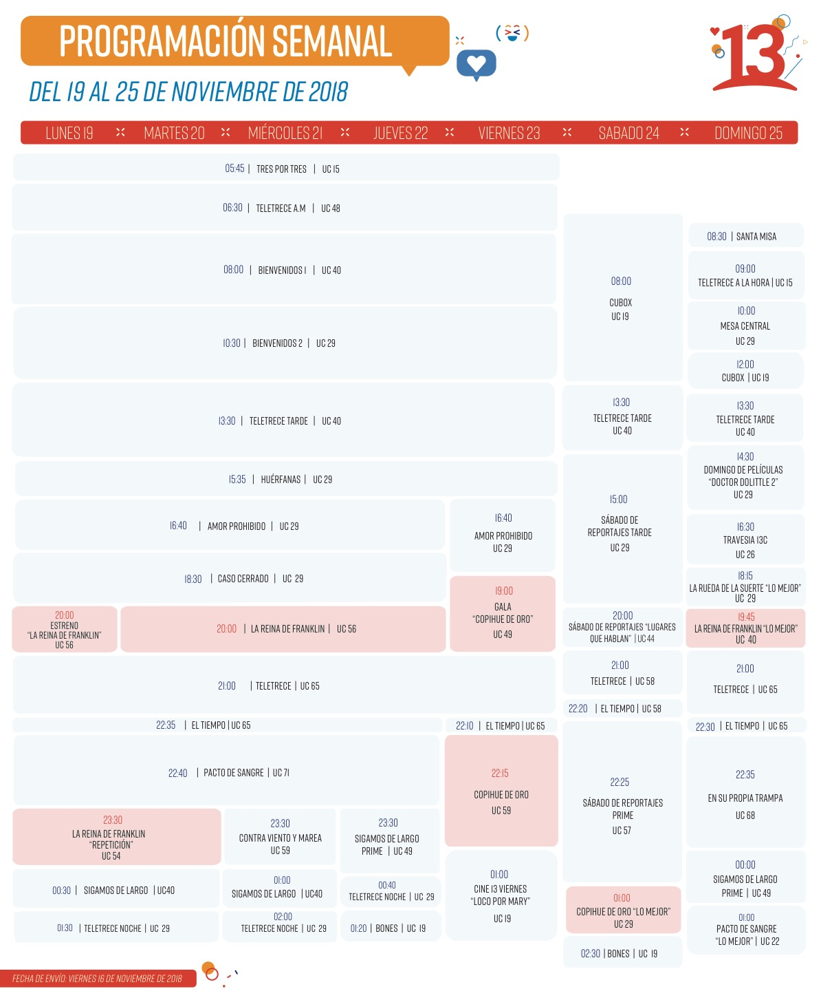 PROGRAMACIÓN SEMANAL
13
DEL 19 AL 25 DE NOVIEMBRE DE 2018
LUNES 19 MARTES 20 MIÉRCOLES 21 JUEVES 22 VIERNES 23 SABADO 24 DOMINGO 25
05:45 | TRES POR TRES | UC 15
06:30 | TELETRECE A.M | UC 48
08:00 | BIENVENIDOS 1 | UC 40
10:30 | BIENVENIDOS 2 | UC 29
13:30 | TELETRECE TARDE | UC 40
15:35 | HUÉRFANAS | UC 29
16:40 | AMOR PROHIBIDO | UC 29
18:30 | CASO CERRADO | UC 29
20:00
ESTRENO
“LA REINA DE FRANKLIN”
UC 56
20:00 | LA REINA DE FRANKLIN | UC 56
16:40
AMOR PROHIBIDO
UC 29
19:00
GALA
“COPIHUE DE ORO”
UC 49
21:00 | TELETRECE | UC 65
22:35 | EL TIEMPO | UC 65
22:10 | EL TIEMPO | UC 65
22:40 | PACTO DE SANGRE | UC 71
23:30
LA REINA DE FRANKLIN
“REPETICIÓN”
UC 54
00:30 | SIGAMOS DE LARGO | UC40
01:30 | TELETRECE NOCHE | UC 29
23:30
CONTRA VIENTO Y MAREA
UC 59
01:00
SIGAMOS DE LARGO | UC40
02:00
TELETRECE NOCHE | UC 29
23:30
SIGAMOS DE LARGO
PRIME | UC 49
00:40
TELETRECE NOCHE | UC 29
01:20 | BONES | UC 19
22:15
COPIHUE DE ORO
UC 59
01:00
CINE 13 VIERNES
“LOCO POR MARY”
UC 19
08:00
CUBOX
UC 19
13:30
TELETRECE TARDE
UC 40
15:00
SÁBADO DE
REPORTAJES TARDE
UC 29
20:00
SÁBADO DE REPORTAJES “LUGARES
QUE HABLAN” | UC 44
21:00
TELETRECE | UC 58
22:20 | EL TIEMPO | UC 58
22:25
SÁBADO DE REPORTAJES
PRIME
UC 57
01:00
COPIHUE DE ORO “LO MEJOR”
UC 29
02:30 | BONES | UC 19
08:30 | SANTA MISA
09:00
TELETRECE A LA HORA | UC 15
10:00
MESA CENTRAL
UC 29
12:00
CUBOX | UC 19
13:30
TELETRECE TARDE
UC 40
14:30
DOMINGO DE PELÍCULAS
“DOCTOR DOLITTLE 2”
UC 29
16:30
TRAVESIA 13C
UC 26
18:15
LA RUEDA DE LA SUERTE “LO MEJOR”
UC 29
19:45
LA REINA DE FRANKLIN “LO MEJOR”
UC 40
21:00
TELETRECE | UC 65
22:30 | EL TIEMPO | UC 65
22:35
EN SU PROPIA TRAMPA
UC 68
00:00
SIGAMOS DE LARGO
PRIME | UC 49
01:00
PACTO DE SANGRE
“LO MEJOR” | UC 22
FECHA DE ENVÍO: VIERNES 16 DE NOVIEMBRE DE 2018